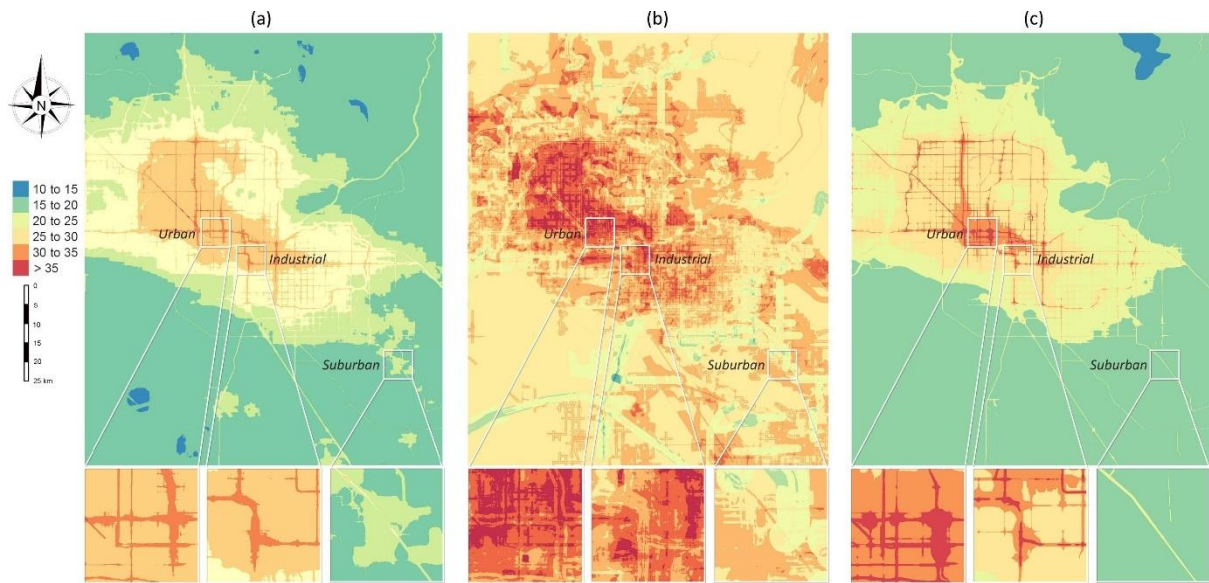 (a) (b) (c)
N
10 to 15
15 to 20
20 to 25
25 to 30
30 to 35
> 35
0
5
10
15
20
25 km
Urban
Industrial
Suburban
Urban
Industrial
Suburban
Urban
Industrial
Suburban